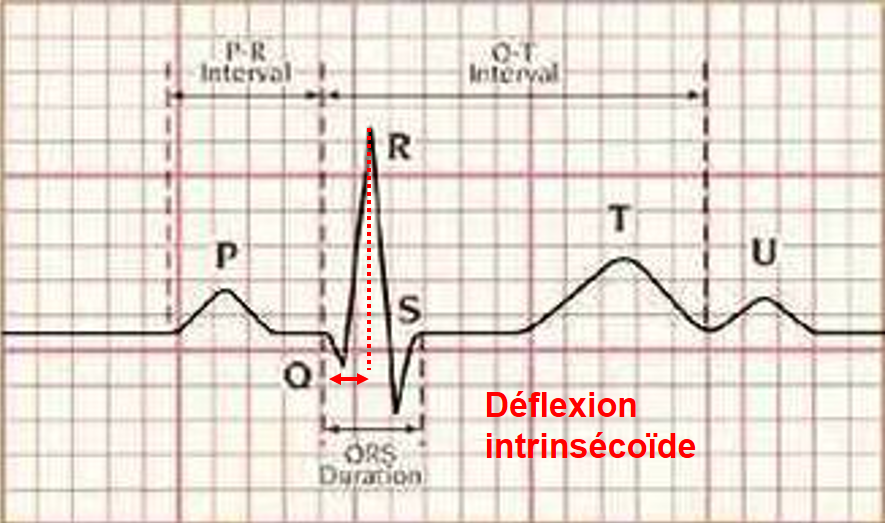 P-R
Interval
Q-T
Interval
R
P
T
U
S
Q
Déflexion
intrinsécoïde
QRS
Duration